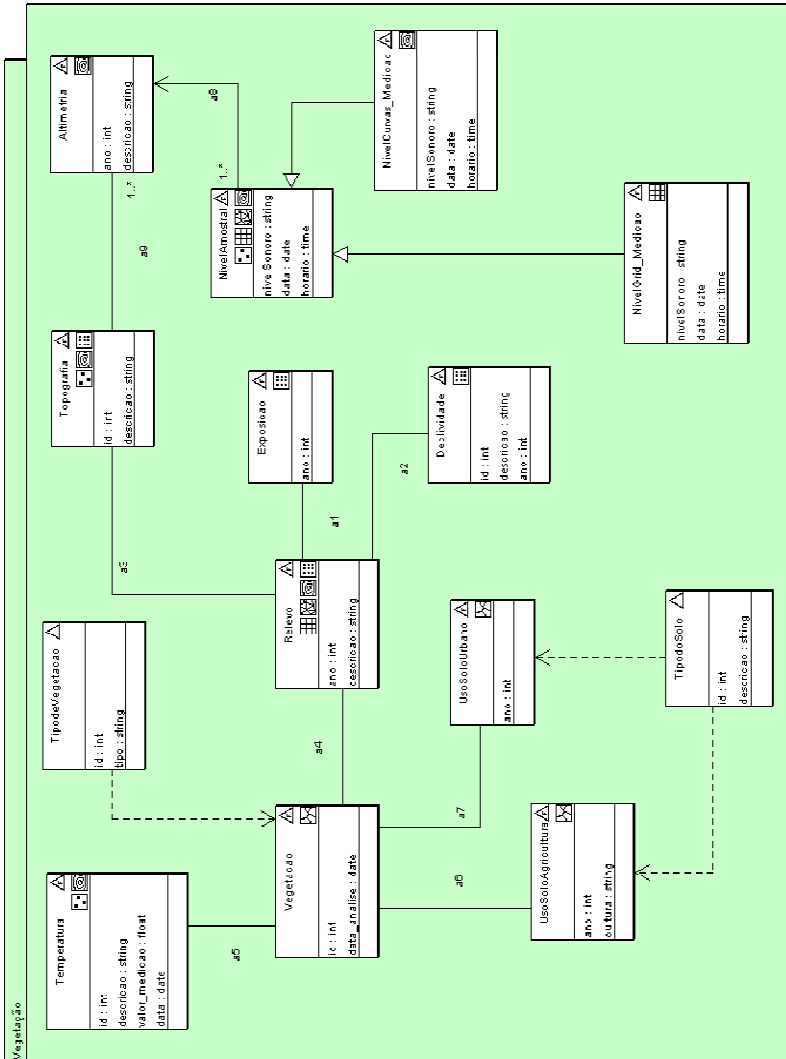 Vegetação
Temperatura
id : int
descricao : string
valor_medicao : float
data : date
TipodeVegetacao
id : int
tipo : string
Topografia
id : int
descricao : string
Altimetria
ano : int
descricao : string
a5
a3
a9
1..*
a8
1..*
Vegetacao
id : int
data_analise : date
a4
Relevo
ano : int
descricao : string
a1
Exposicao
ano : int
NivelAmostral
nivelSonoro : string
data : date
horario : time
NivelCurvas_Medicao
nivelSonoro : string
data : date
horario : time
a6
a7
a2
UsoSoloUrbano
ano : int
Declividade
id : int
descricao : string
ano : int
UsoSoloAgricultura
ano : int
cultura : string
TipodoSolo
id : int
descricao : string
NivelGrid_Medicao
nivelSonoro : string
data : date
horario : time